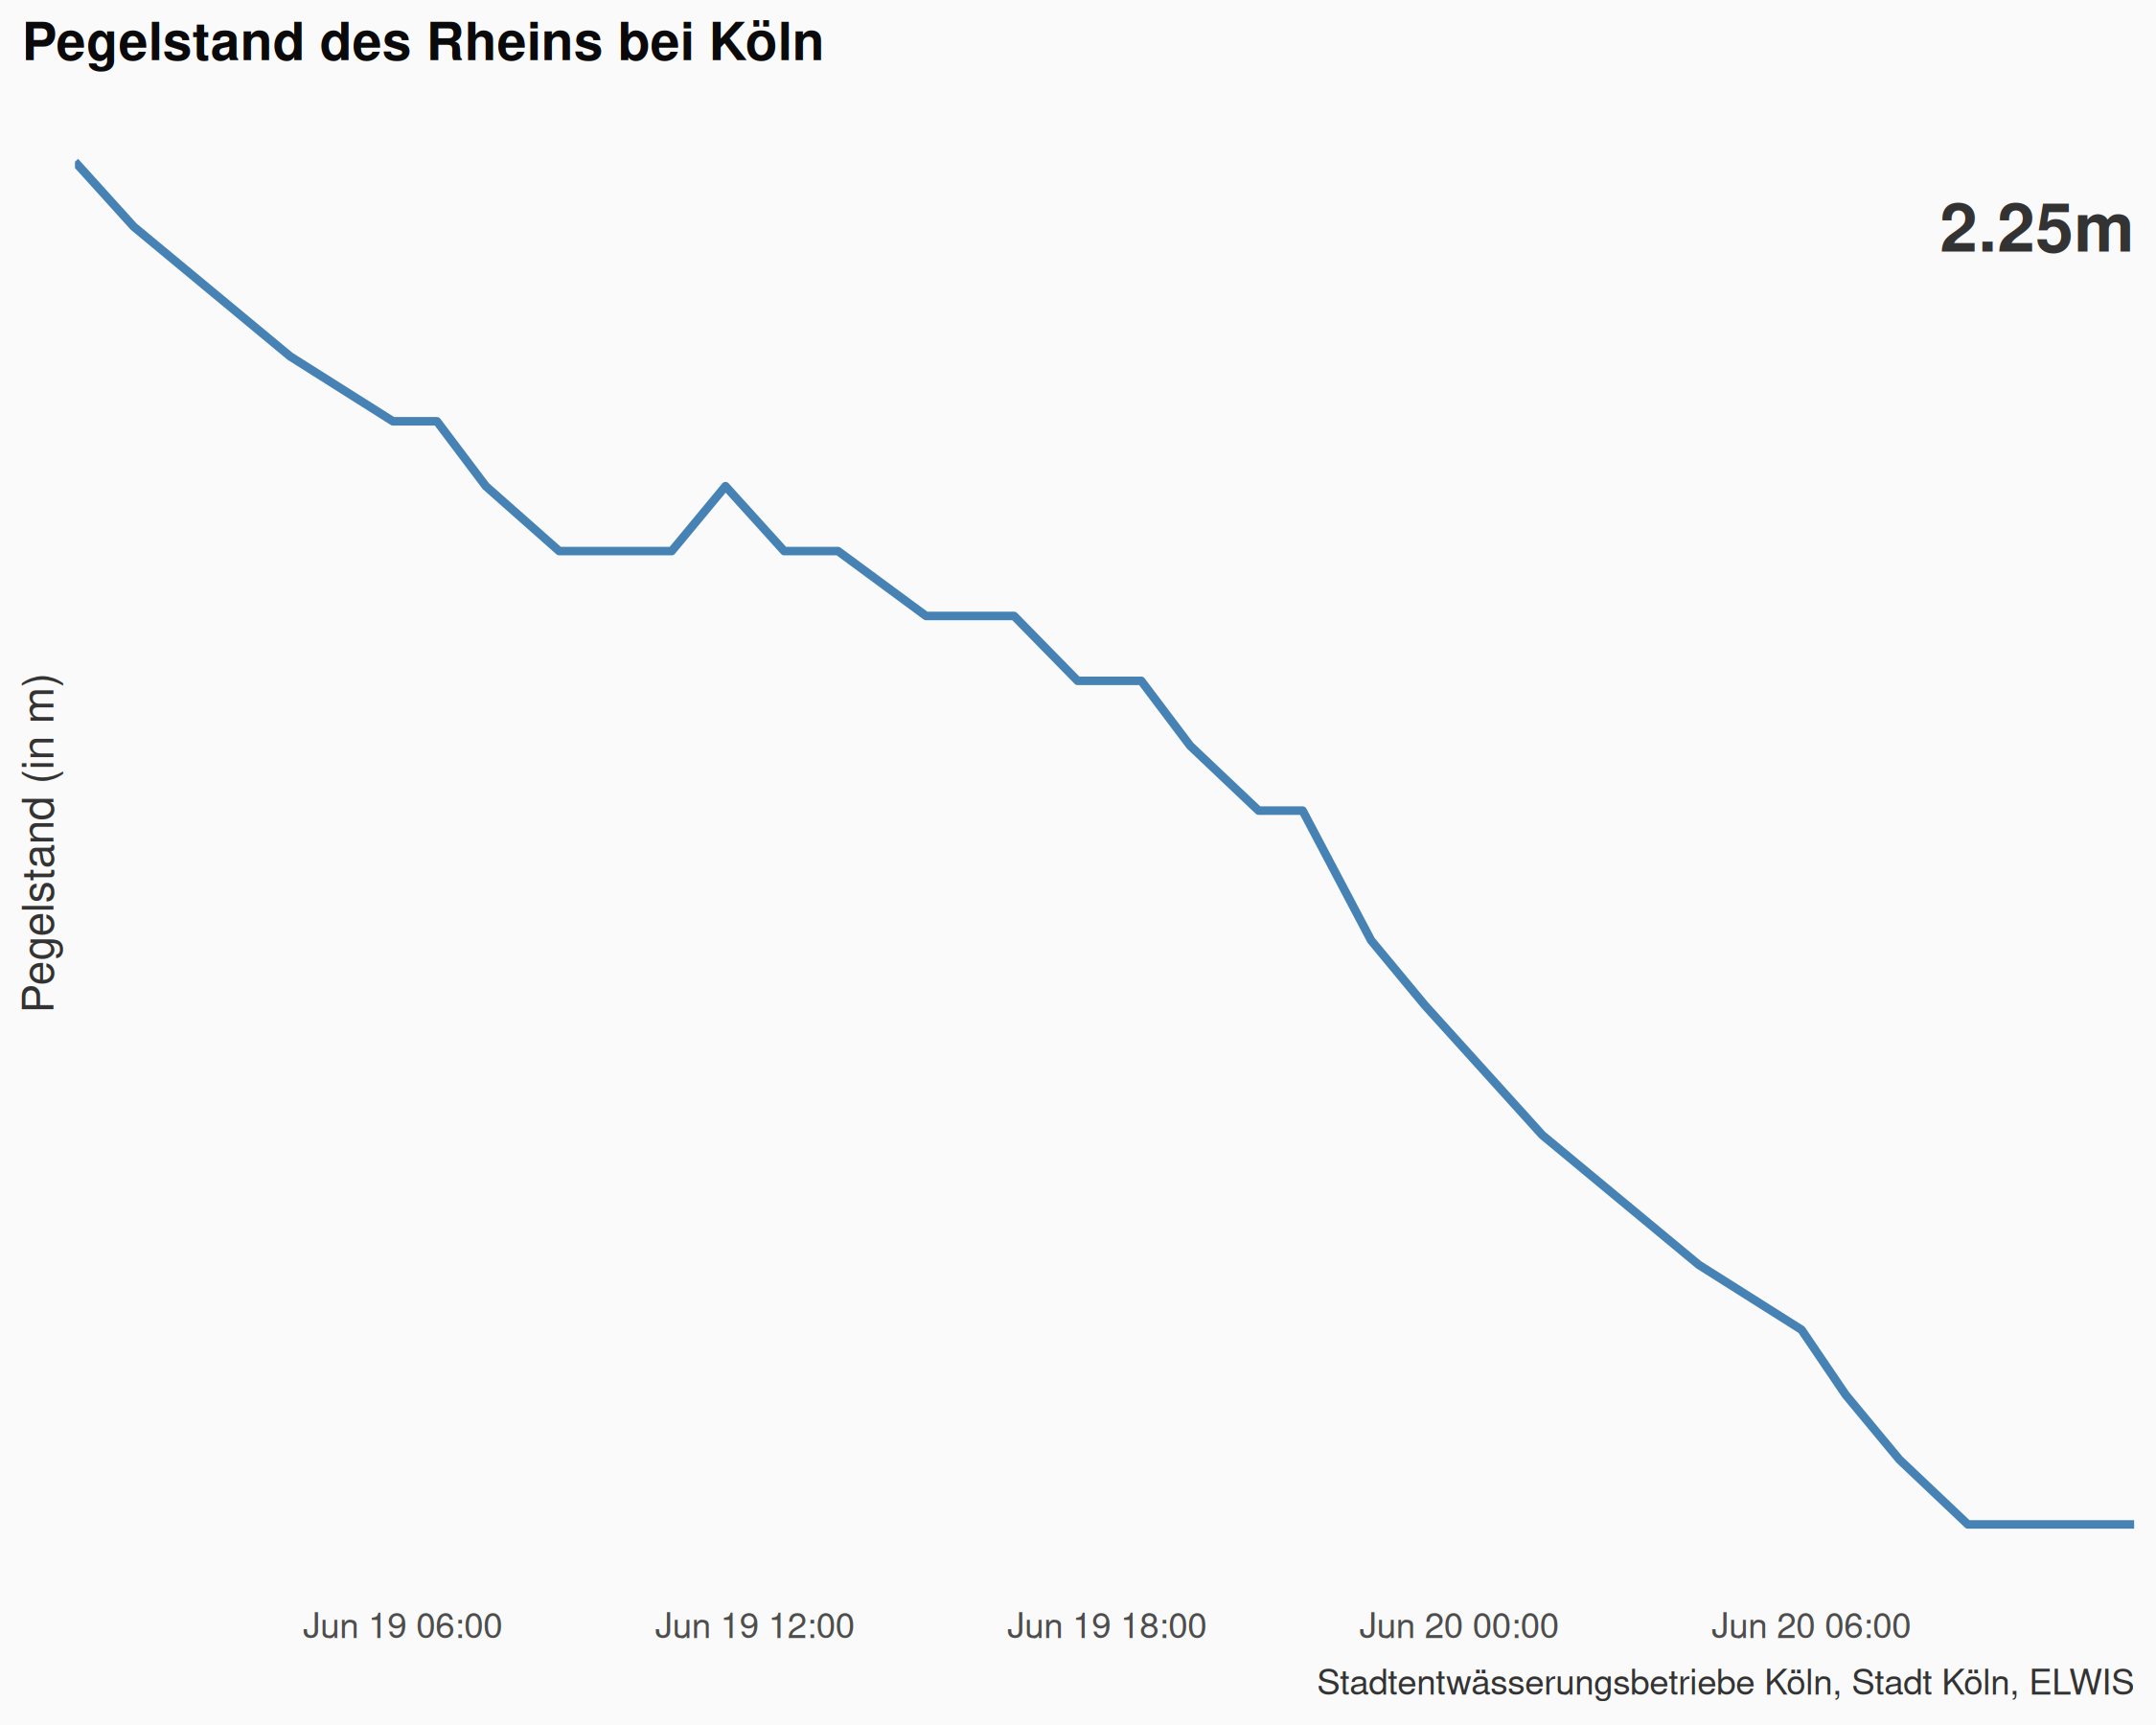 Pegelstand des Rheins bei Köln
2.25m
Pegelstand (in m)
Jun 19 06:00 Jun 19 12:00 Jun 19 18:00 Jun 20 00:00 Jun 20 06:00
Stadtentwässerungsbetriebe Köln, Stadt Köln, ELWIS